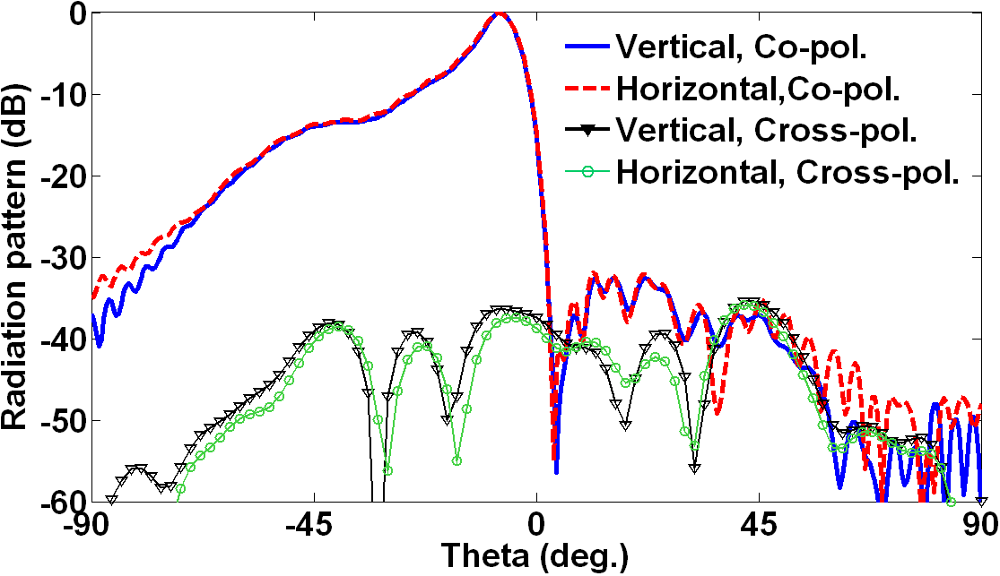 Radiation pattern (dB)
0
-10
-20
-30
-40
-50
-60
Vertical, Co-pol.
Horizontal,Co-pol.
Vertical, Cross-pol.
Horizontal, Cross-pol.
-90
-45
0
45
90
Theta (deg.)